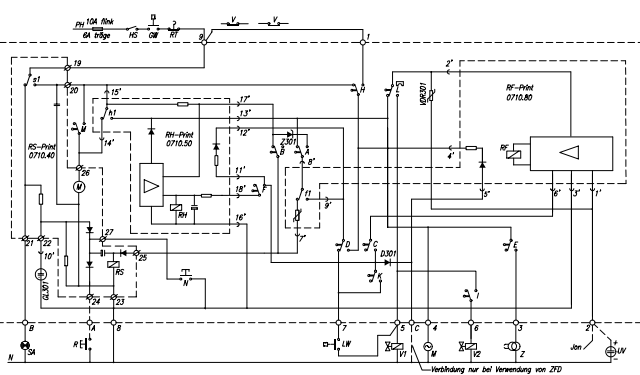 V V
PH 10A flink
6A träge HS GW RT
9 1
19
s1 20
15' H 2'
h1 17'
13'
12'
M
14'
RS-Print
0710.40
RH-Print
0710.50
Z301
B A
8'
VDR301
RF-Print
0710.80
RF
4'
26
M
11'
18'
F
f1
9'
5' 6' 3' 1'
RH
16'
7'
21 22
27
10'
GL301
RS
25
D C
D301
K
E
N
24 23
I
B A 8 7 5 C 4 6 3 2
SA R LW V1 M V2 Z Jon UV
N
Verbindung nur bei Verwendung von ZFD